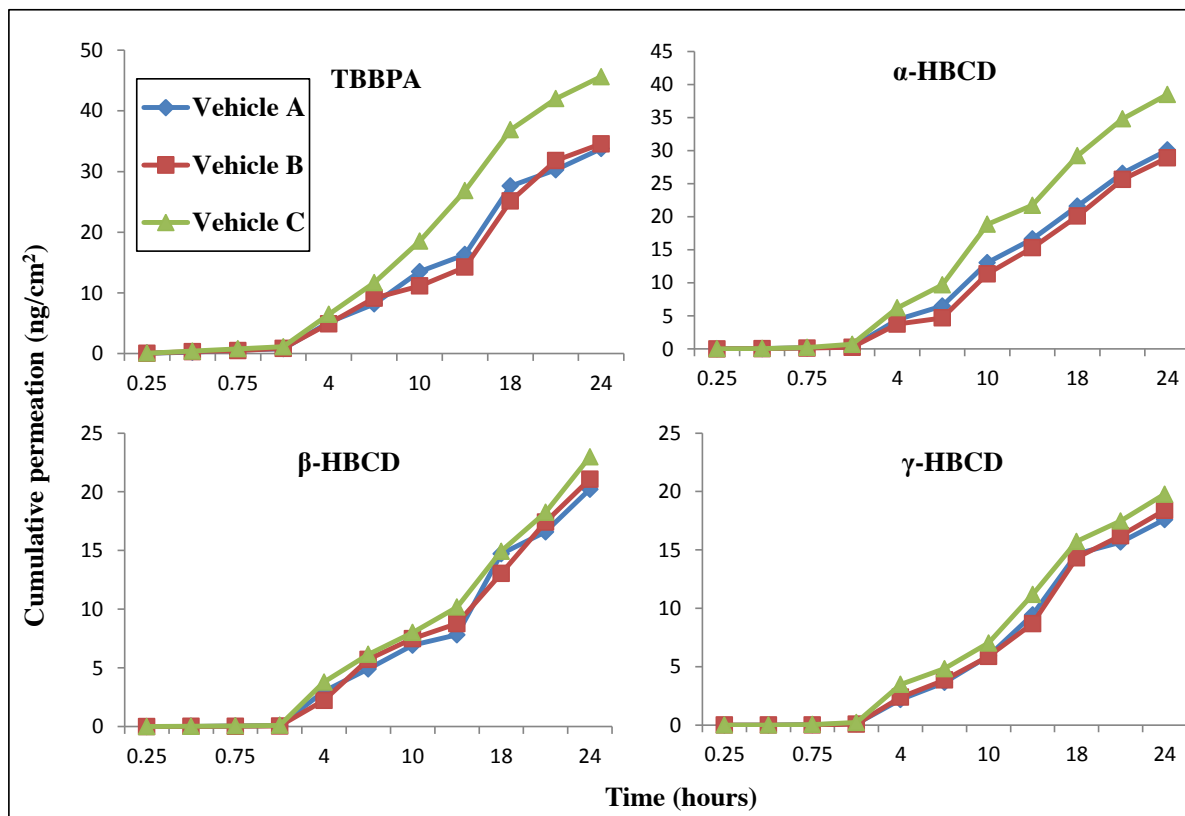 TBBPA
50
40
30
20
10
0
0.25 0.75 4 10 18 24
Vehicle A
Vehicle B
Vehicle C
α-HBCD
45
40
35
30
25
20
15
10
5
0
0.25 0.75 4 10 18 24
β-HBCD
25
20
15
10
5
0
0.25 0.75 4 10 18 24
γ-HBCD
25
20
15
10
5
0
0.25 0.75 4 10 18 24
Cumulative permeation (ng/cm²)
Time (hours)